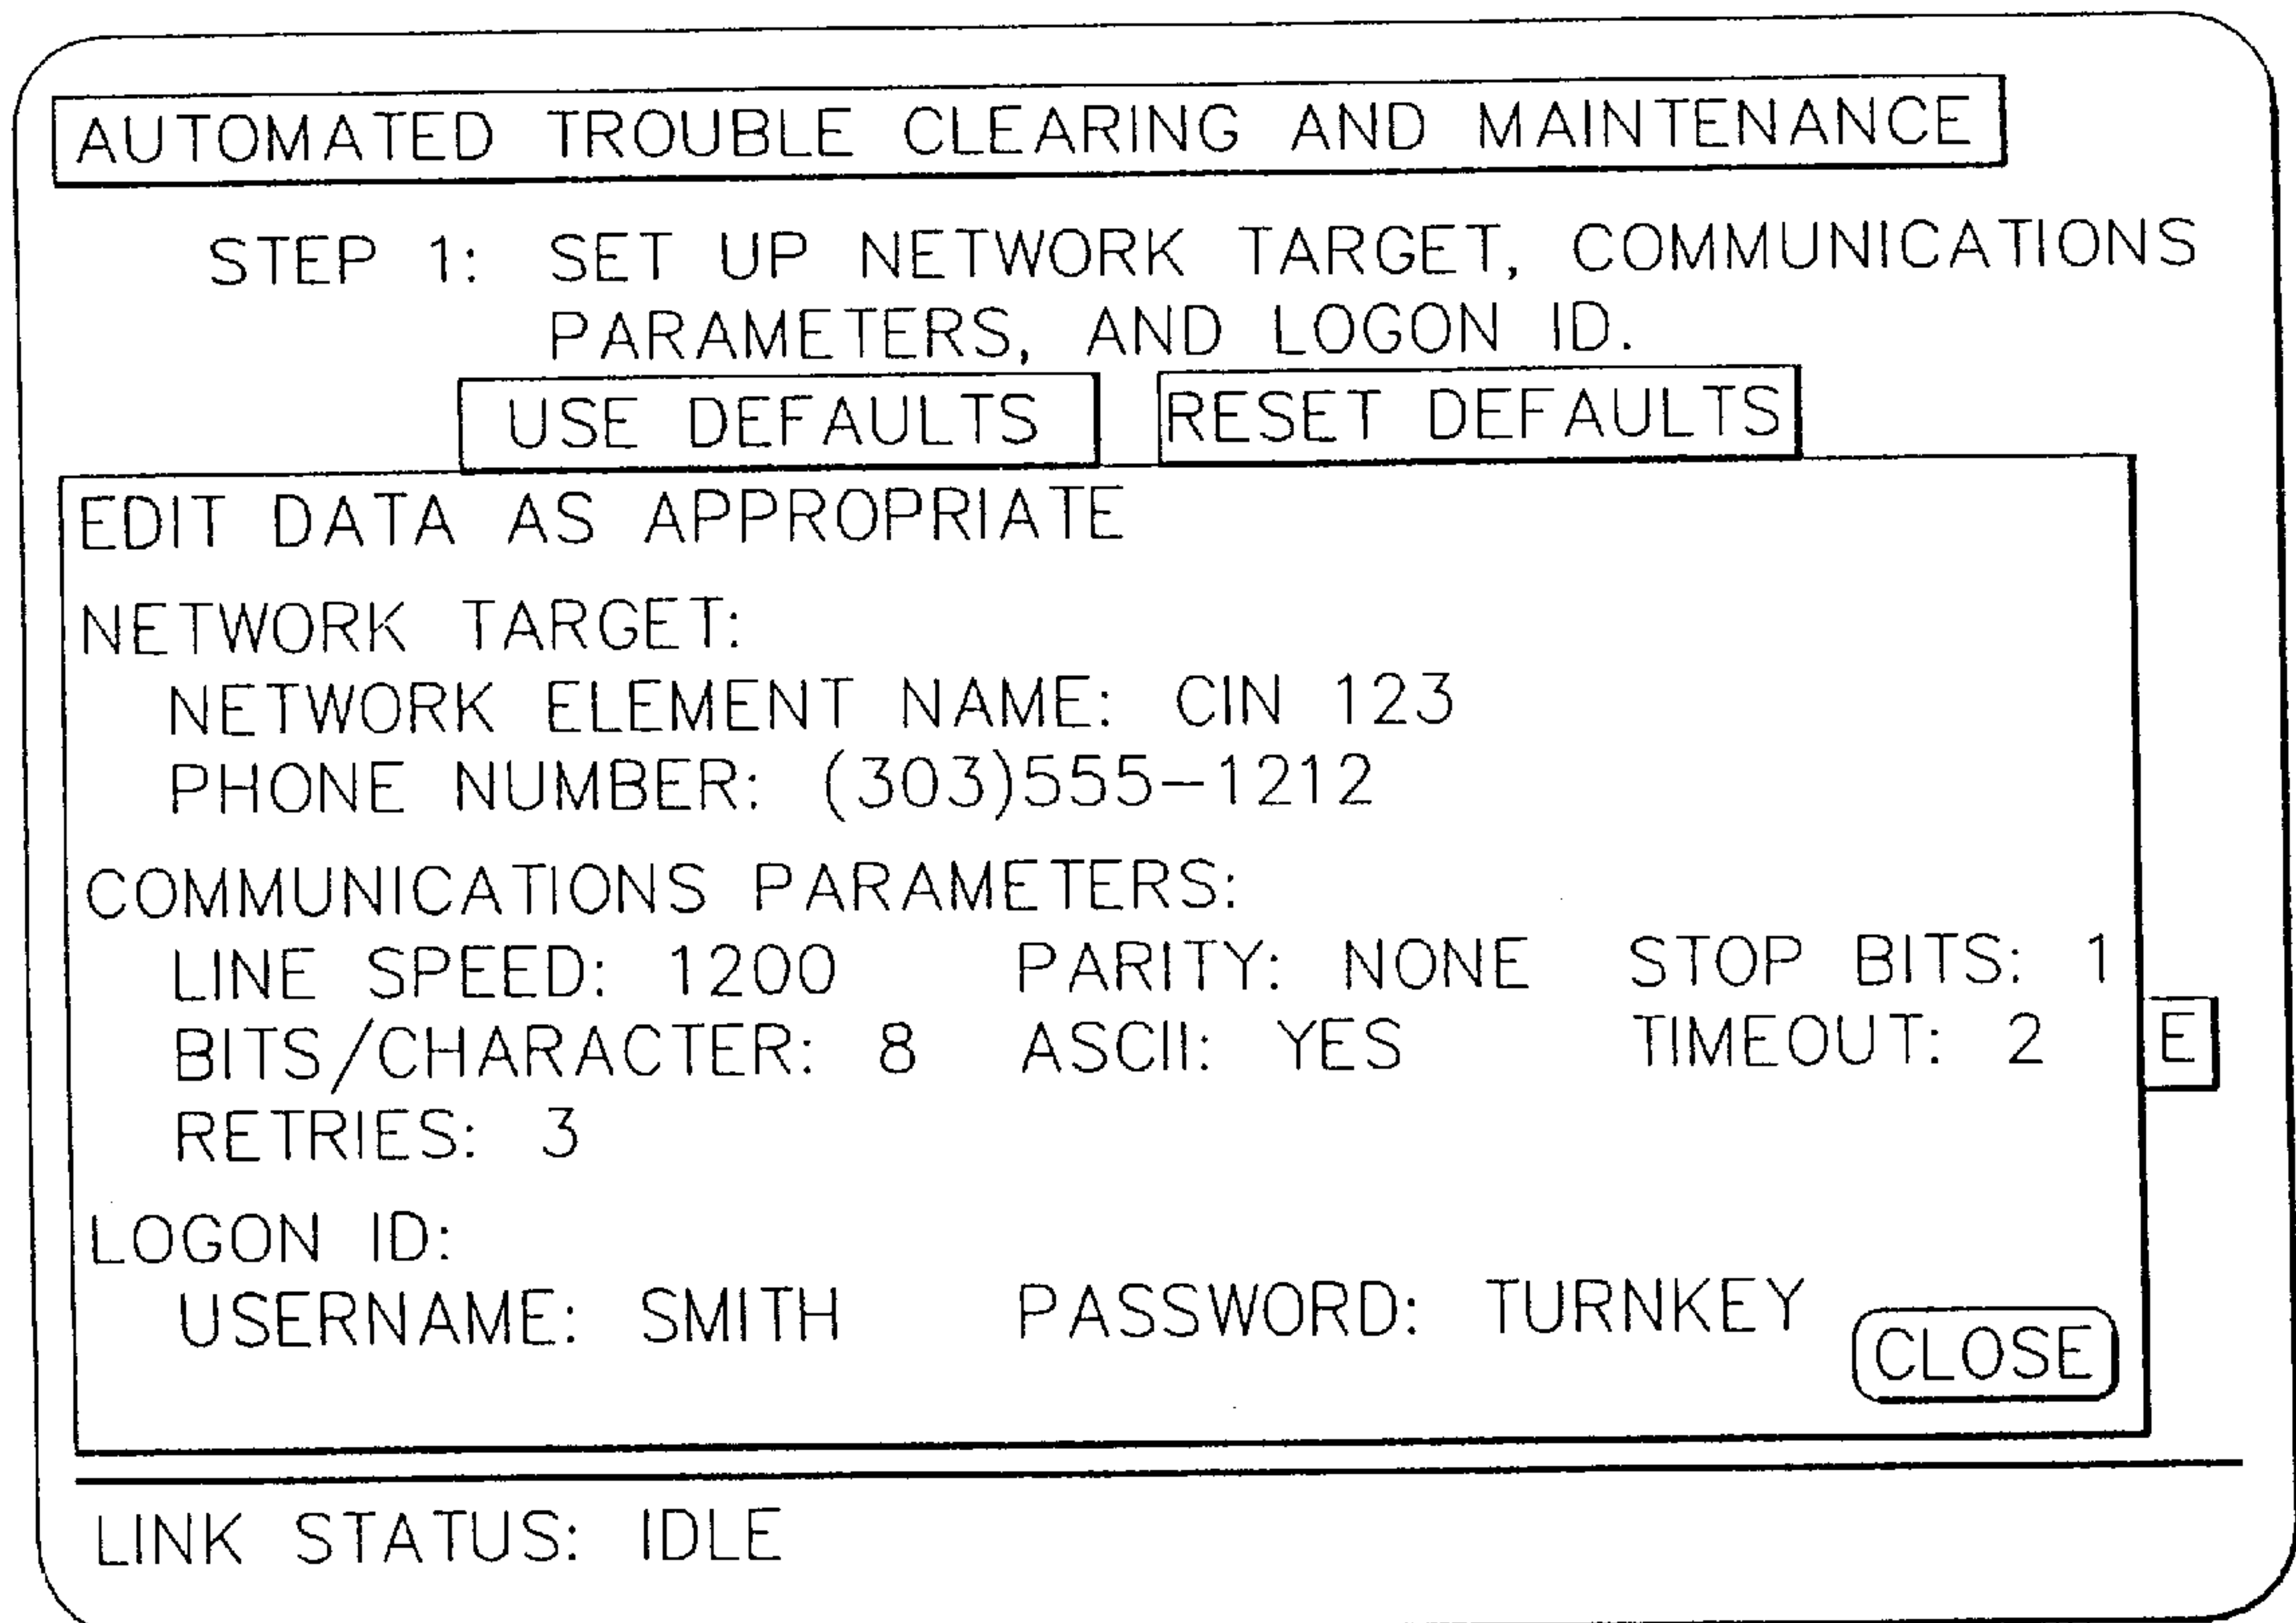 AUTOMATED TROUBLE CLEARING AND MAINTENANCE
STEP 1: SET UP NETWORK TARGET, COMMUNICATIONS
PARAMETERS, AND LOGON ID.
USE DEFAULTS RESET DEFAULTS
EDIT DATA AS APPROPRIATE
NETWORK TARGET:
NETWORK ELEMENT NAME: CIN 123
PHONE NUMBER: (303)555-1212
COMMUNICATIONS PARAMETERS:
LINE SPEED: 1200 PARITY: NONE STOP BITS: 1
BITS/CHARACTER: 8 ASCII: YES TIMEOUT: 2 E
RETRIES: 3
LOGON ID:
USERNAME: SMITH PASSWORD: TURNKEY
CLOSE
LINK STATUS: IDLE